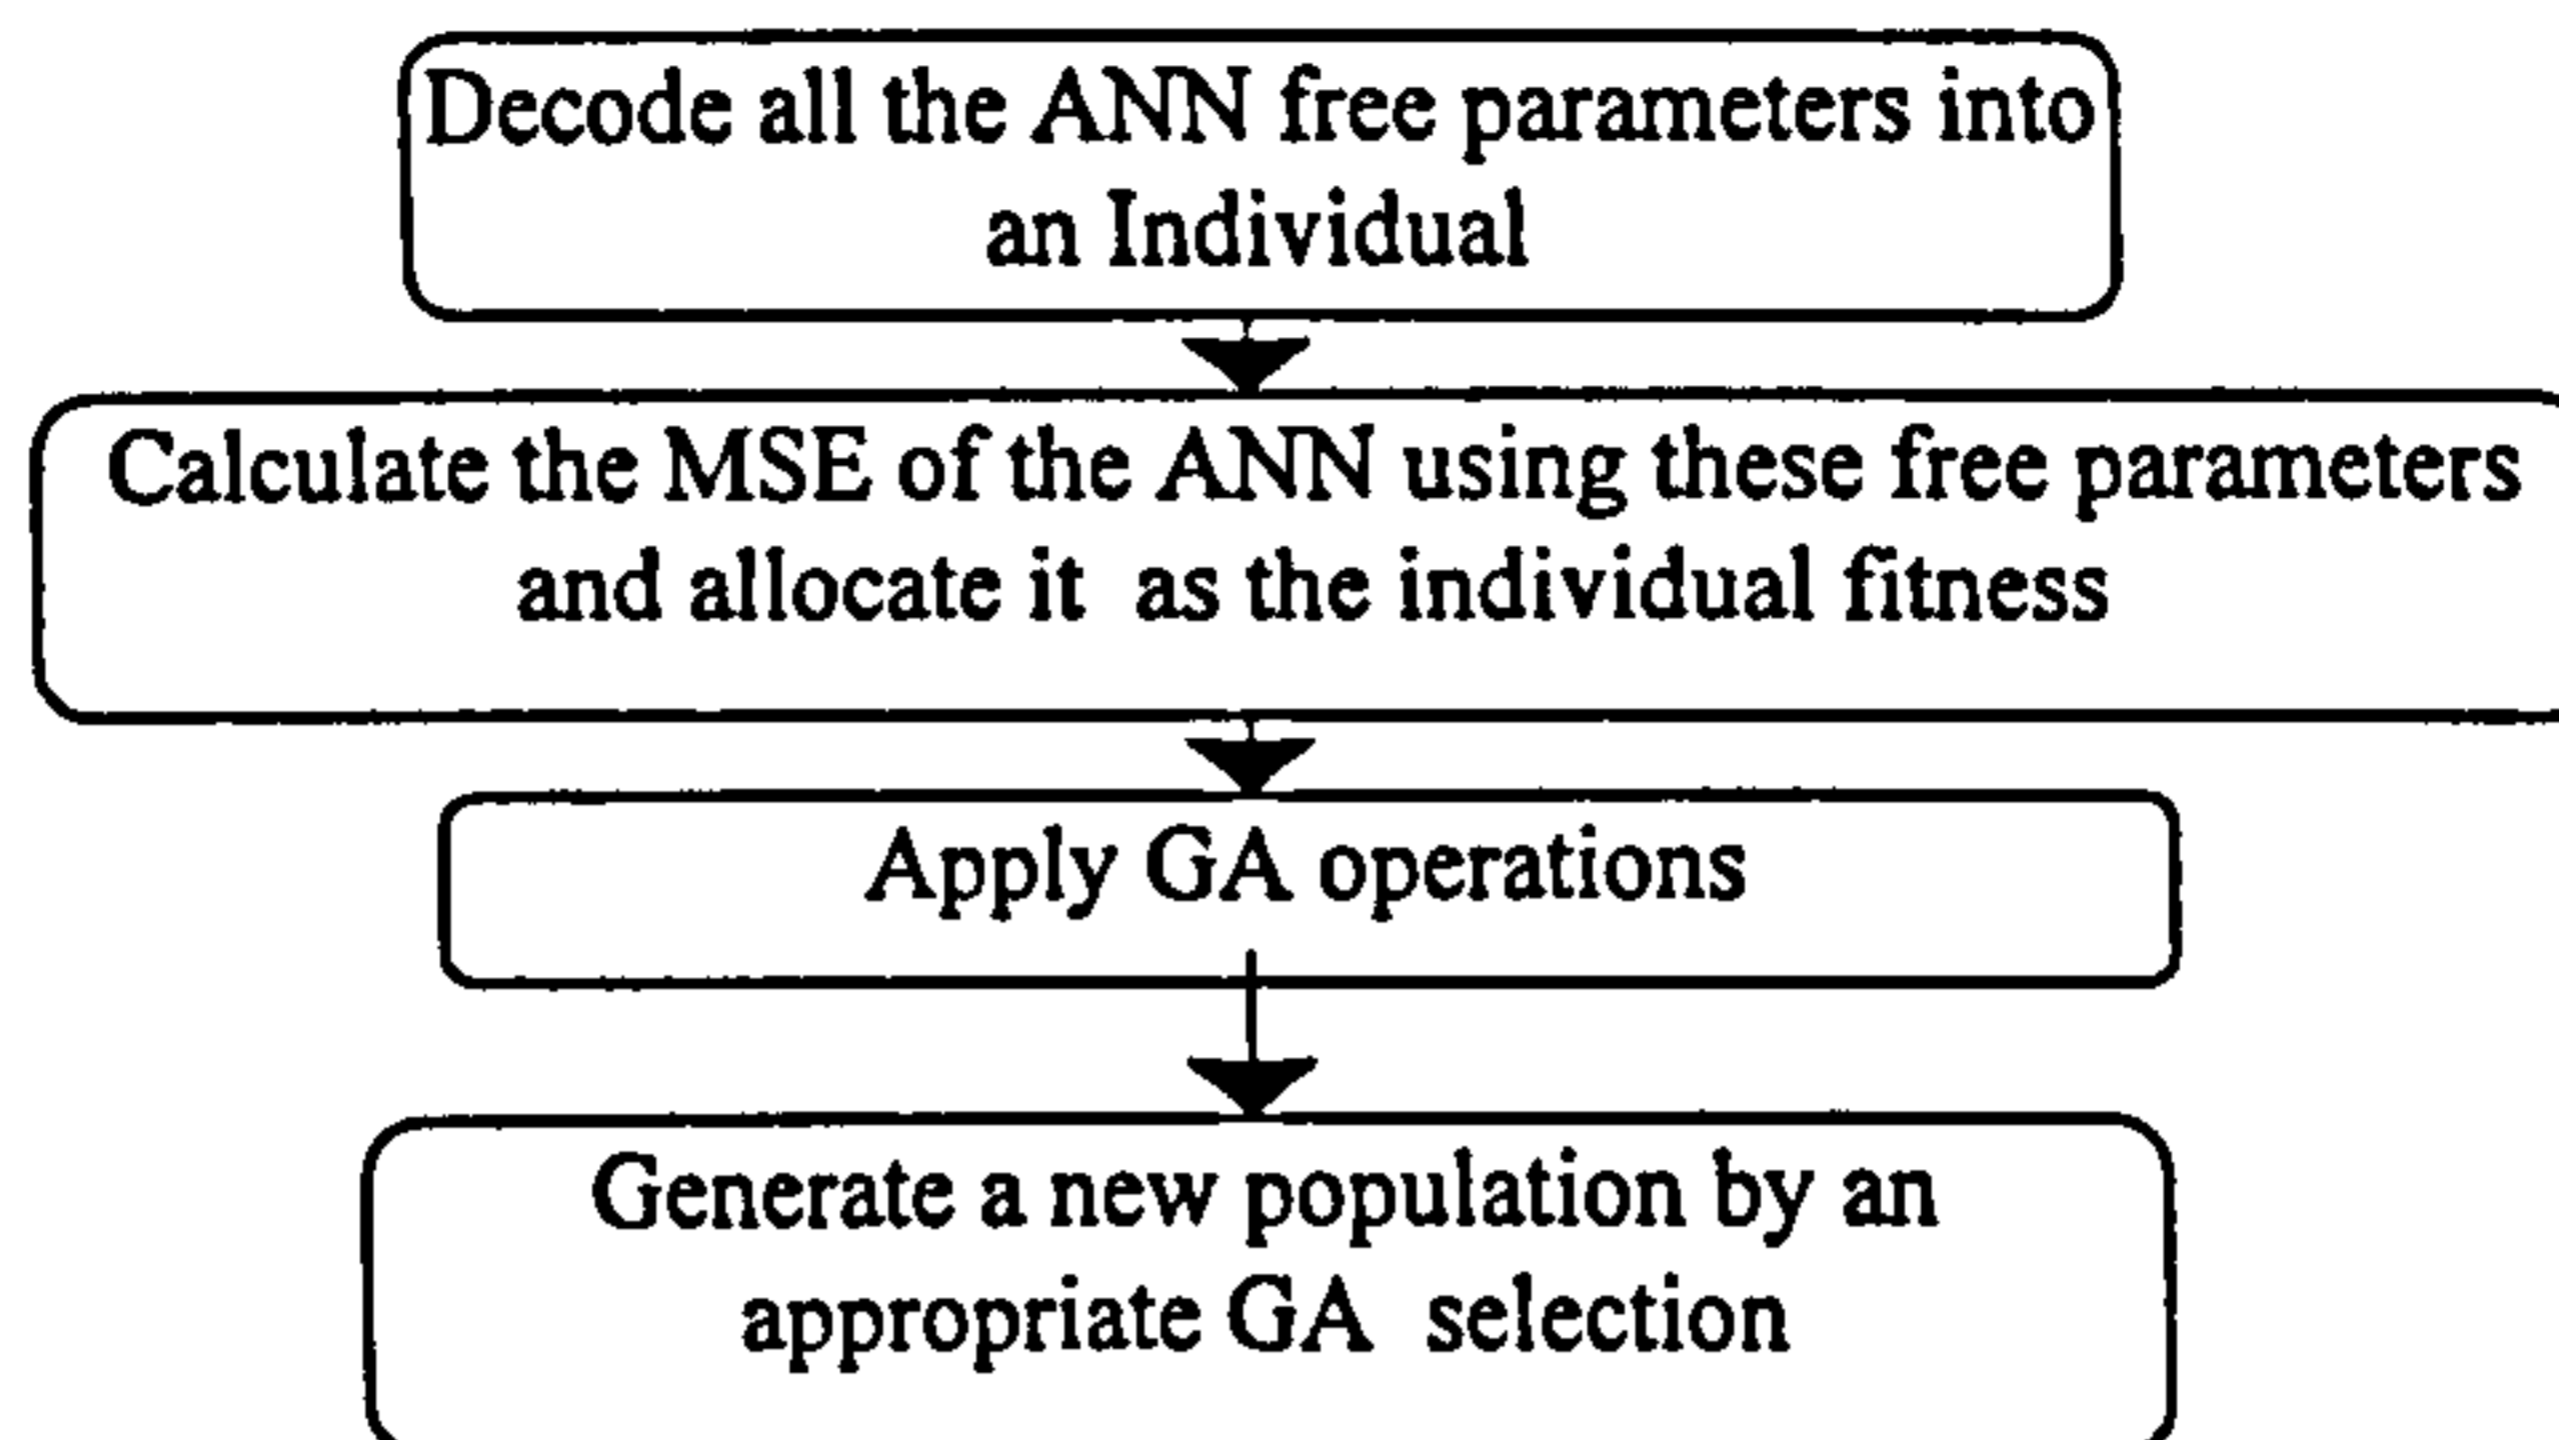 Decode all the ANN free parameters into
an Individual
Calculate the MSE of the ANN using these free parameters
and allocate it as the individual fitness
Apply GA operations
Generate a new population by an
appropriate GA selection